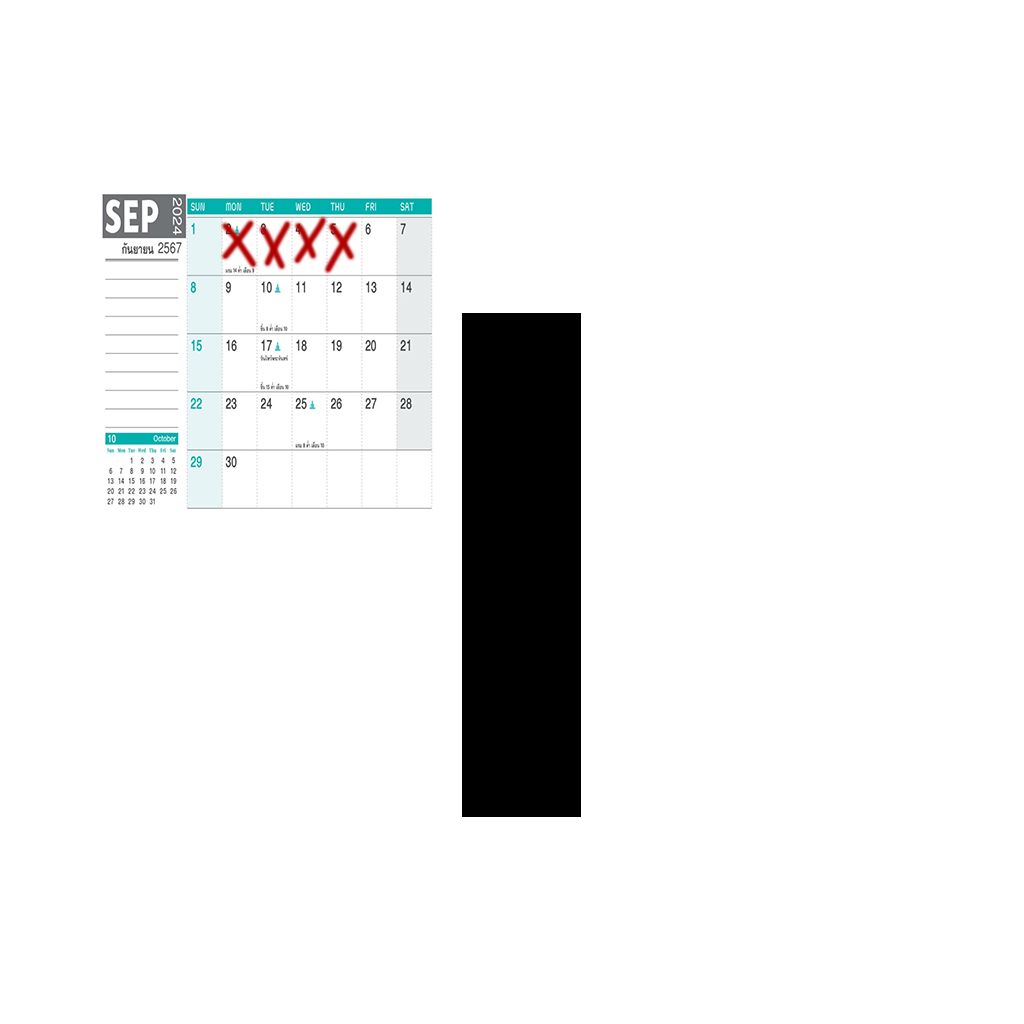 SEP 2024
กันยายน 2567
SUN MON TUE WED THU FRI SAT
1 2 3 4 5 6 7
แรม 14 ค่ำ เดือน 9
8 9 10 11 12 13 14
ขึ้น 8 ค่ำ เดือน 10
15 16 17 18 19 20 21
วันไหว้พระจันทร์
ขึ้น 15 ค่ำ เดือน 10
22 23 24 25 26 27 28
แรม 8 ค่ำ เดือน 10
29 30
10 October
Sun Mon Tue Wed Thu Fri Sat
1 2 3 4 5
6 7 8 9 10 11 12
13 14 15 16 17 18 19
20 21 22 23 24 25 26
27 28 29 30 31